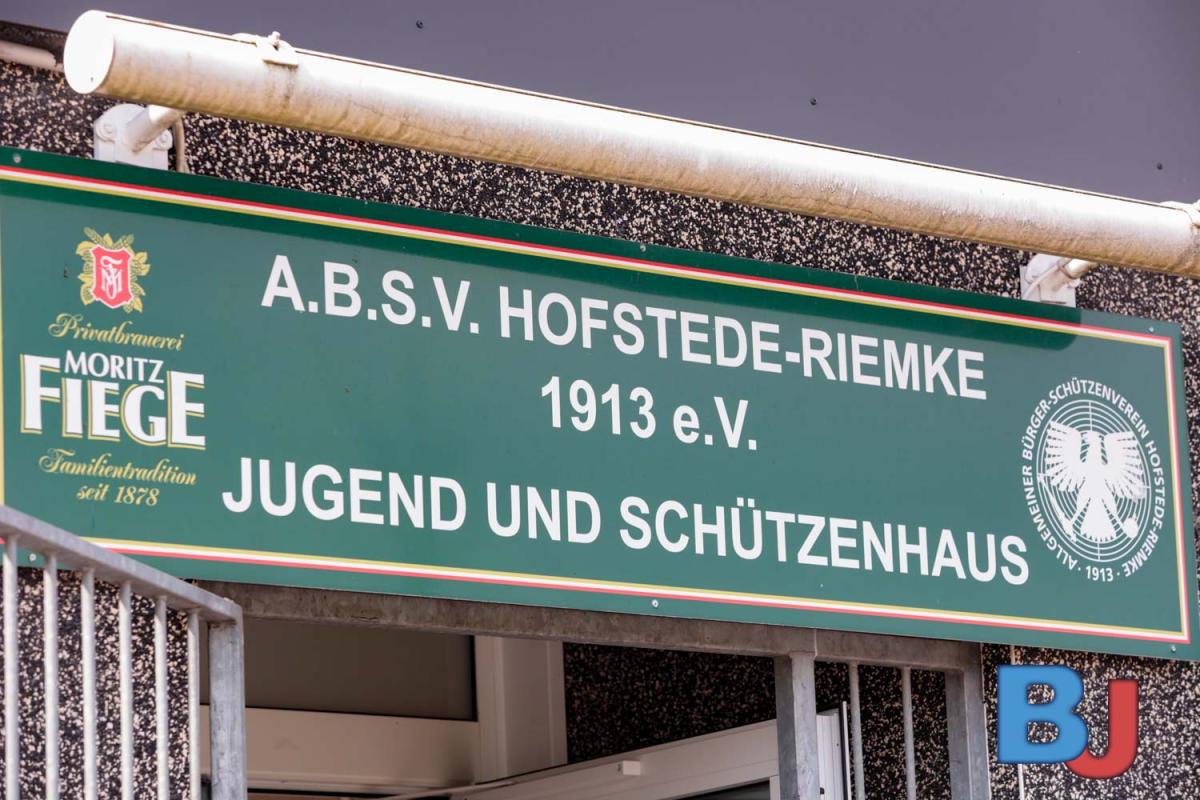 Privatbrauerei
MORITZ
FIEGE
Familientradition
seit 1878
A.B.S.V. HOFSTEDE-RIEMKE
1913 e.V.
JUGEND UND SCHÜTZENHAUS
ALLGEMEINER BÜRGER-SCHÜTZENVEREIN HOFSTEDE-RIEMKE
· 1913 ·
BJ